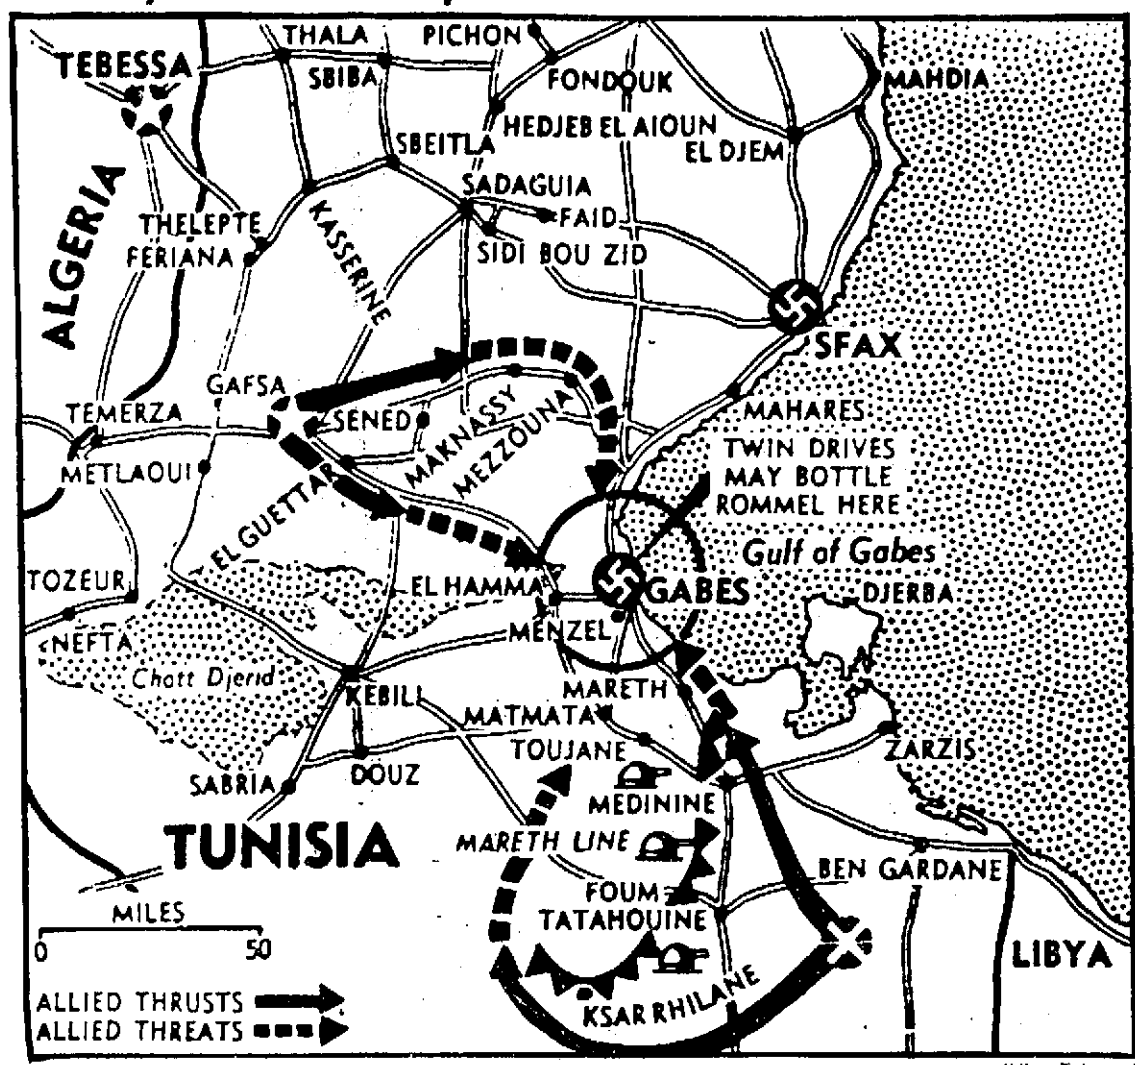 THALA
PICHON
TEBESSA
SBIBA
FONDOUK
MAHDIA
HEDJEB EL AIOUN
SBEITLA
EL DJEM
ALGERIA
SADAGUIA
THELEPTE
KASSERINE
FAID
FERIANA
SIDI BOU ZID
SFAX
GAFSA
TEMERZA
SENED
MAKNASSY
MEZZOUNA
MAHARES
METLAOUI
TWIN DRIVES
MAY BOTTLE
ROMMEL HERE
EL GUETTAR
Gulf of Gabes
TOZEUR
EL HAMMA
GABES
DJERBA
NEFTA
MENZEL
Chott Djerid
KEBILI
MARETH
MATMATA
TOUJANE
ZARZIS
SABRIA
DOUZ
MEDININE
TUNISIA
MARETH LINE
BEN GARDANE
FOUM
TATAHOUINE
MILES
0 50
LIBYA
KSAR RHILANE
ALLIED THRUSTS
ALLIED THREATS